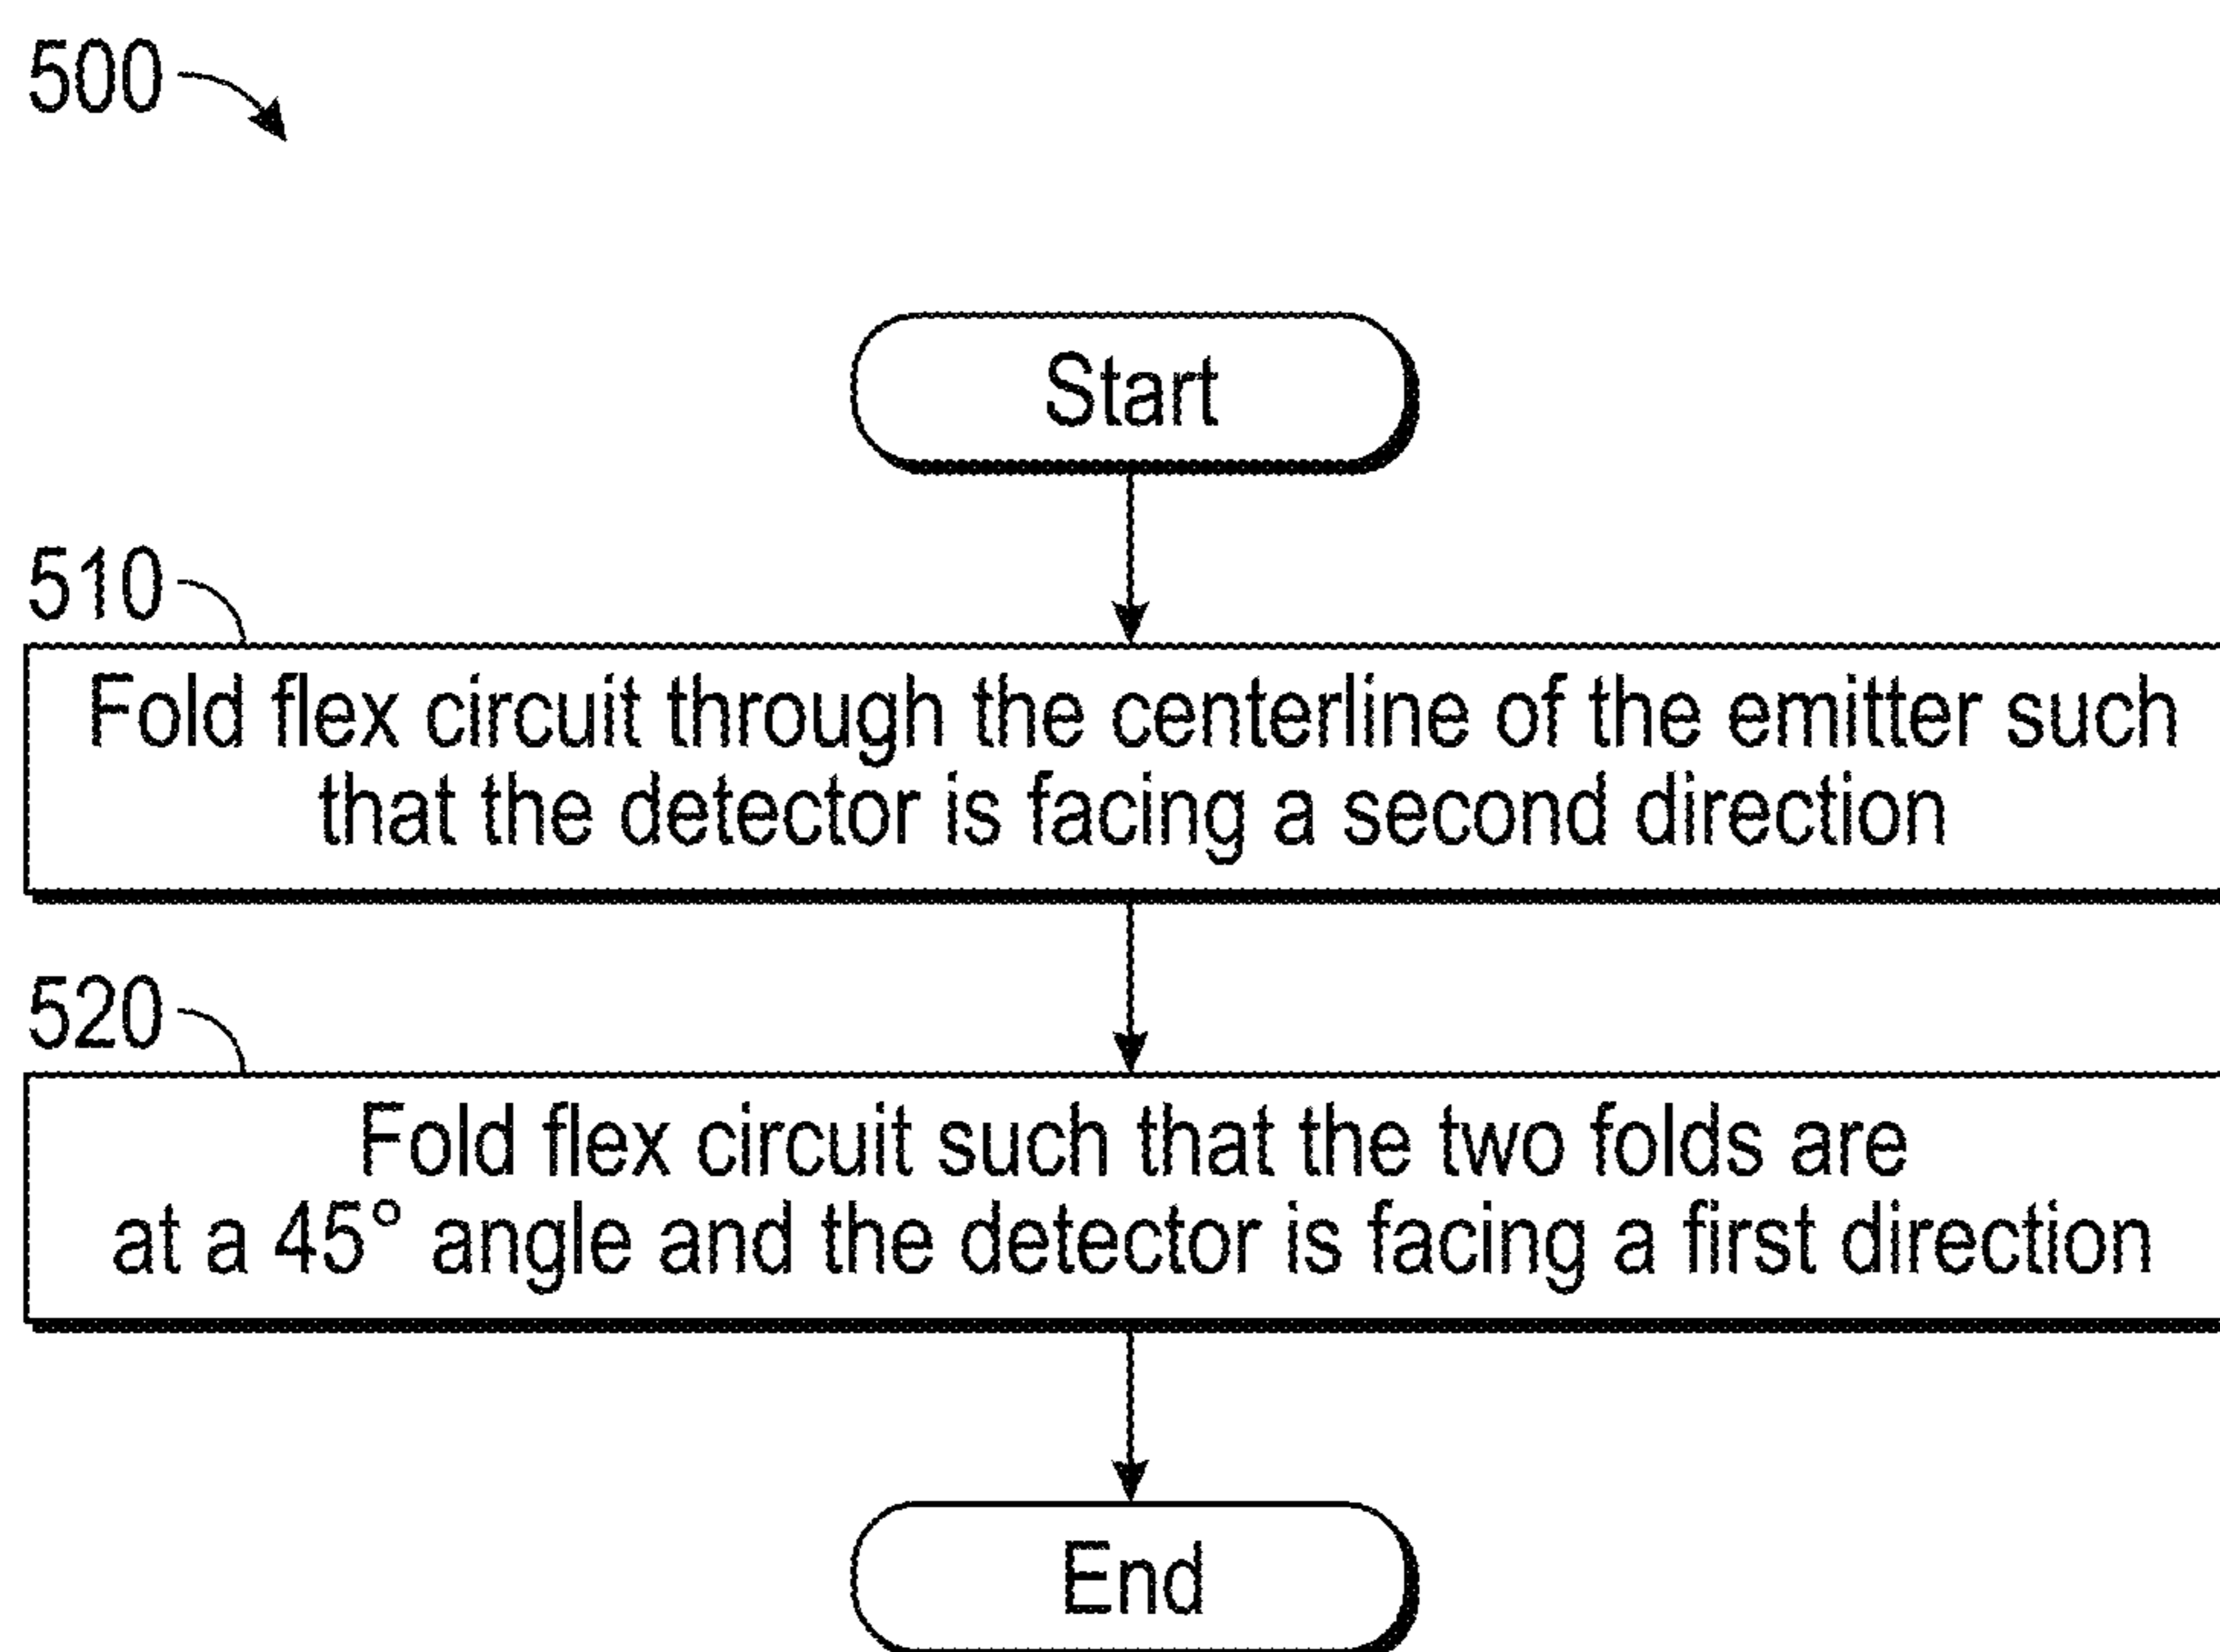 500
Start
510
Fold flex circuit through the centerline of the emitter such
that the detector is facing a second direction
520
Fold flex circuit such that the two folds are
at a 45° angle and the detector is facing a first direction
End